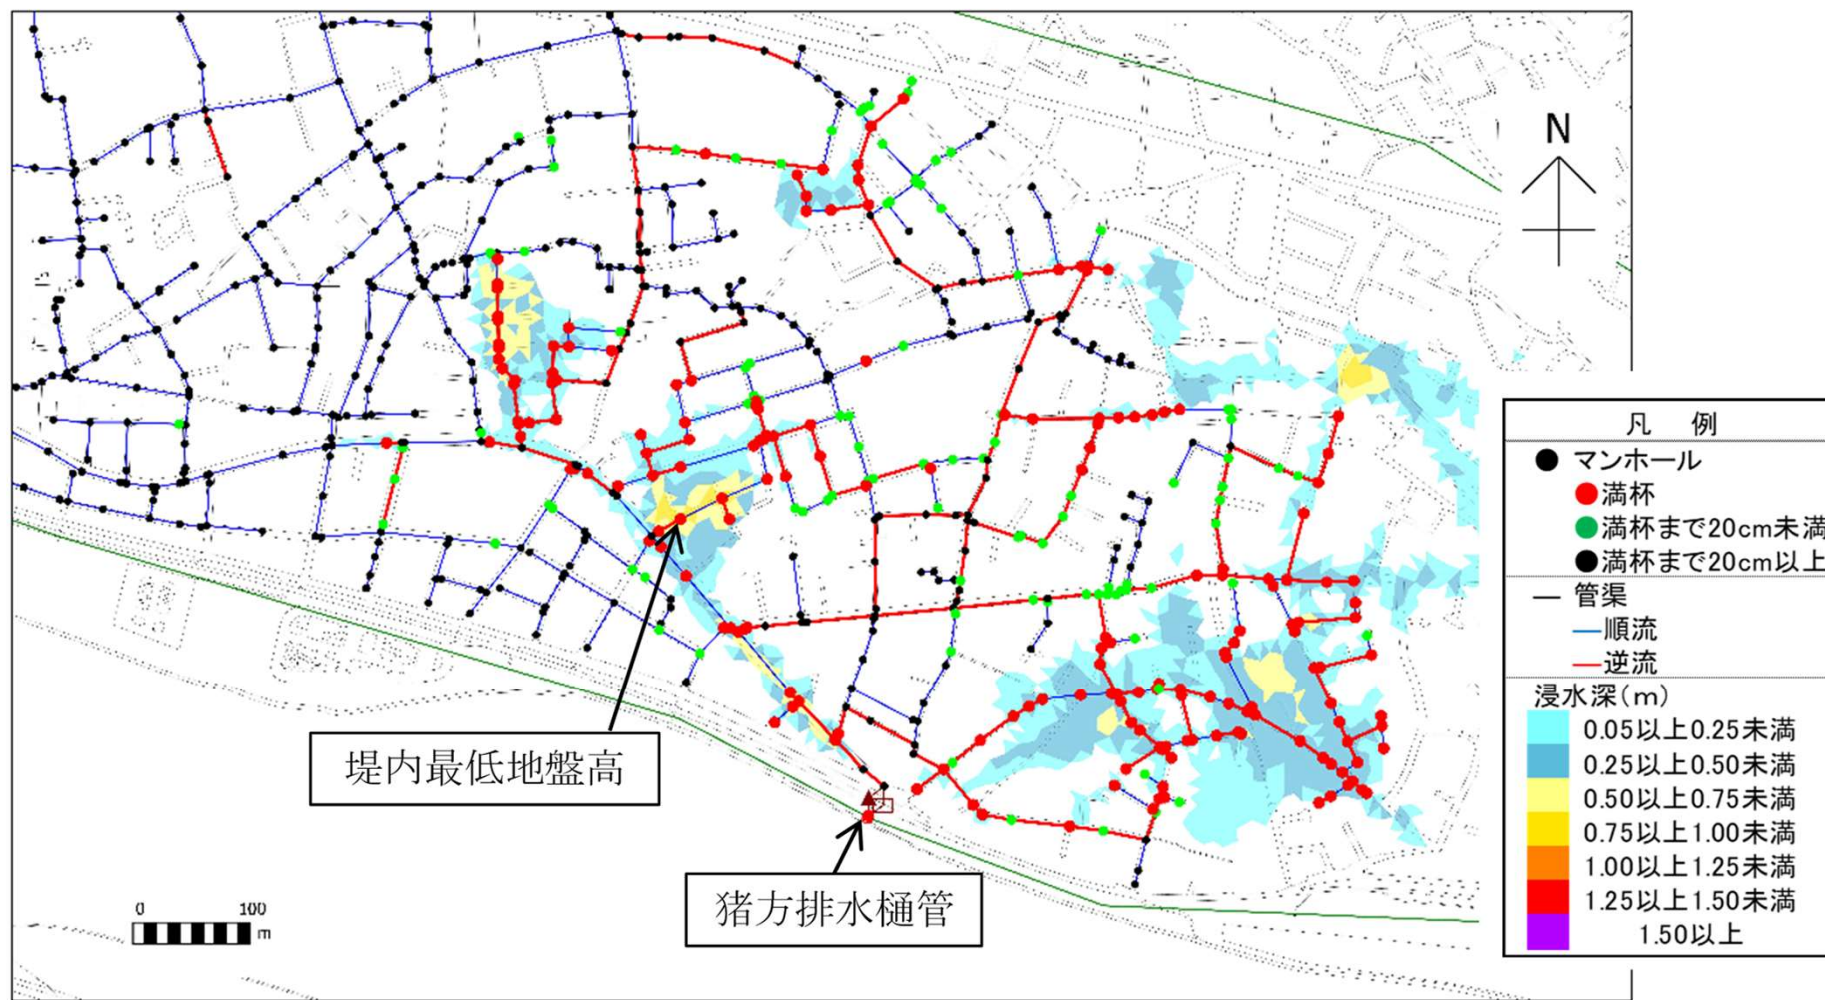 N
凡 例
マンホール
満杯
満杯まで20cm未満
満杯まで20cm以上
管渠
順流
逆流
浸水深(m)
0.05以上0.25未満
0.25以上0.50未満
0.50以上0.75未満
0.75以上1.00未満
1.00以上1.25未満
1.25以上1.50未満
1.50以上
堤内最低地盤高
猪方排水樋管
0 100
m